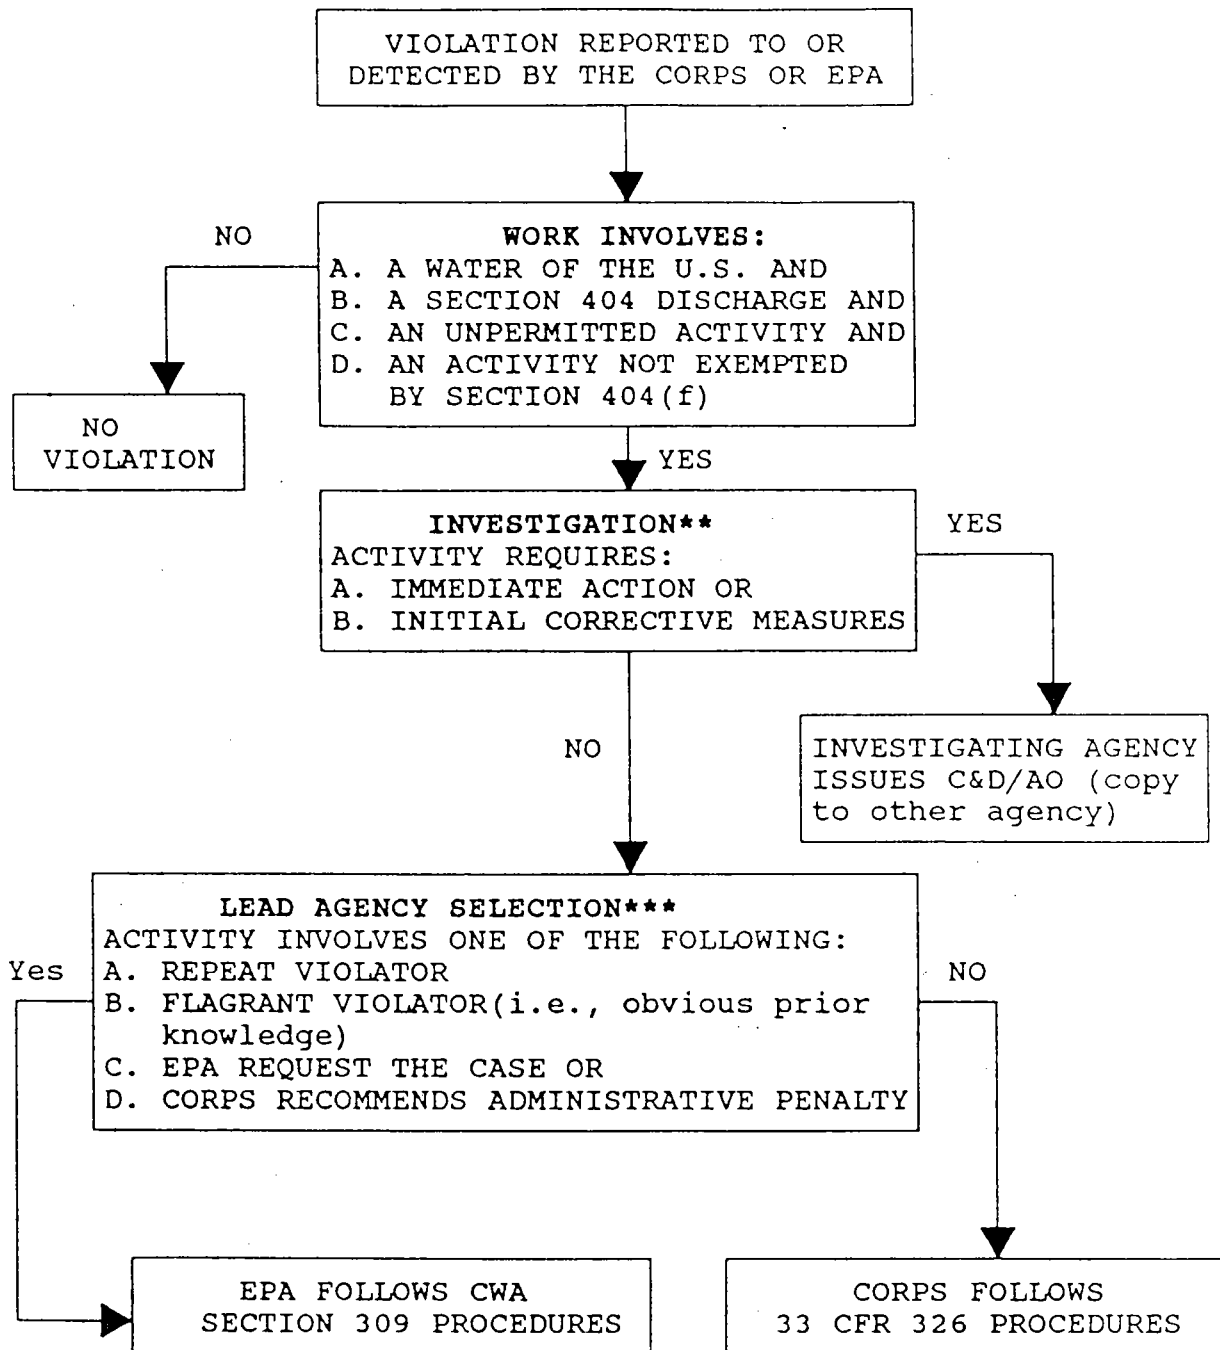 VIOLATION REPORTED TO OR
DETECTED BY THE CORPS OR EPA
NO
WORK INVOLVES:
A. A WATER OF THE U.S. AND
B. A SECTION 404 DISCHARGE AND
C. AN UNPERMITTED ACTIVITY AND
D. AN ACTIVITY NOT EXEMPTED
BY SECTION 404(f)
NO
VIOLATION
YES
INVESTIGATION**
ACTIVITY REQUIRES:
A. IMMEDIATE ACTION OR
B. INITIAL CORRECTIVE MEASURES
YES
NO
INVESTIGATING AGENCY
ISSUES C&D/AO (copy
to other agency)
LEAD AGENCY SELECTION***
ACTIVITY INVOLVES ONE OF THE FOLLOWING:
A. REPEAT VIOLATOR
B. FLAGRANT VIOLATOR(i.e., obvious prior
knowledge)
C. EPA REQUEST THE CASE OR
D. CORPS RECOMMENDS ADMINISTRATIVE PENALTY
Yes
NO
EPA FOLLOWS CWA
SECTION 309 PROCEDURES
CORPS FOLLOWS
33 CFR 326 PROCEDURES